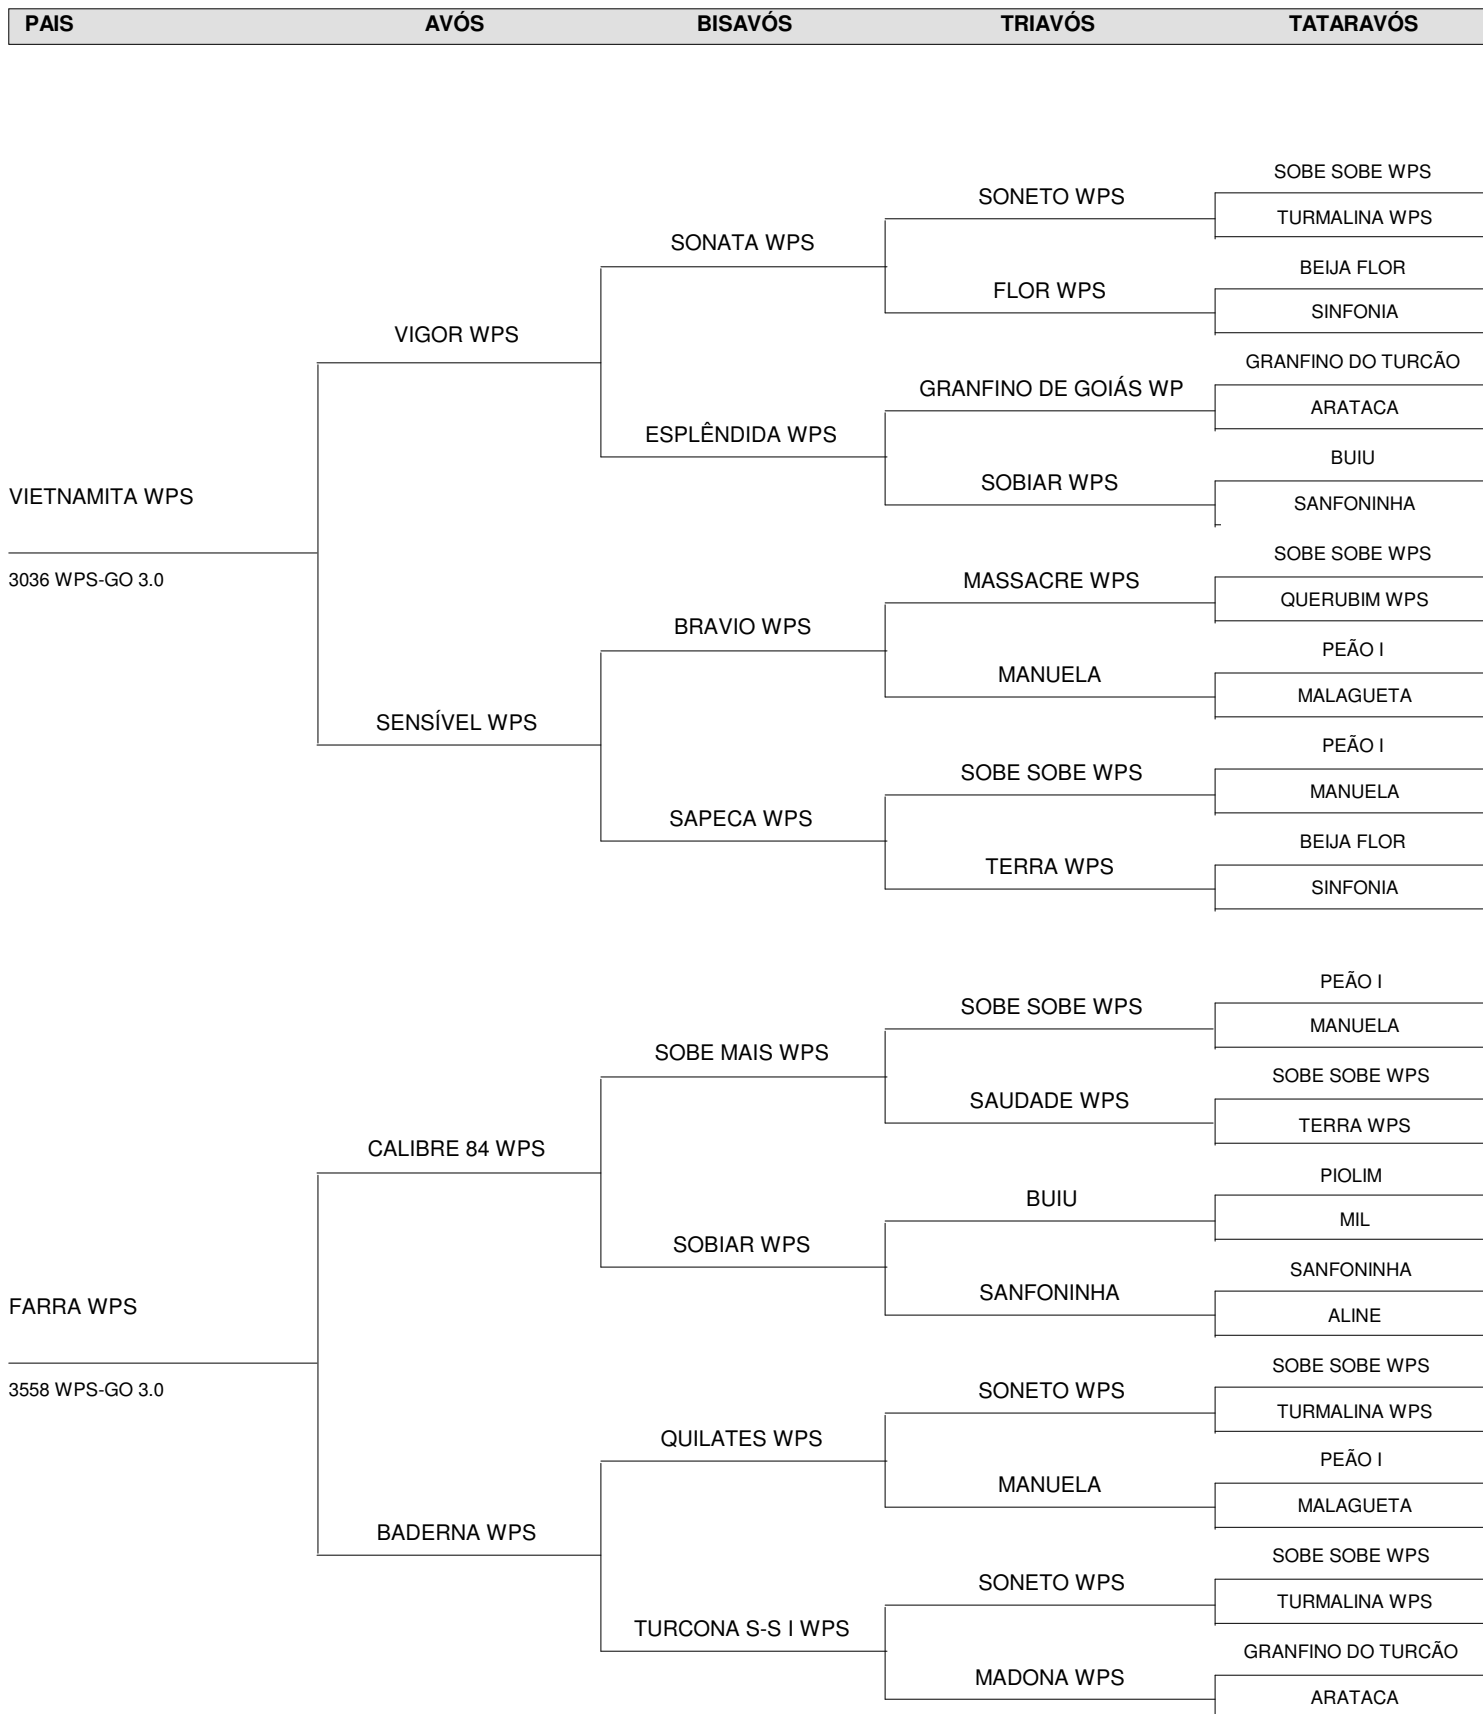 PAIS AVÓS BISAVÓS TRIAVÓS TATARAVÓS
SOBE SOBE WPS
SONETO WPS
TURMALINA WPS
SONATA WPS
BEIJA FLOR
FLOR WPS
SINFONIA
VIGOR WPS
GRANFINO DO TURCÃO
GRANFINO DE GOIÁS WP
ARATACA
ESPLÊNDIDA WPS
BUIU
SOBIAR WPS
VIETNAMITA WPS
SANFONINHA
SOBE SOBE WPS
3036 WPS-GO 3.0
MASSACRE WPS
QUERUBIM WPS
BRAVIO WPS
PEÃO I
MANUELA
MALAGUETA
SENSÍVEL WPS
PEÃO I
SOBE SOBE WPS
MANUELA
SAPECA WPS
BEIJA FLOR
TERRA WPS
SINFONIA
PEÃO I
SOBE SOBE WPS
MANUELA
SOBE MAIS WPS
SOBE SOBE WPS
SAUDADE WPS
TERRA WPS
CALIBRE 84 WPS
PIOLIM
BUIU
MIL
SOBIAR WPS
SANFONINHA
SANFONINHA
FARRA WPS
ALINE
SOBE SOBE WPS
3558 WPS-GO 3.0
SONETO WPS
TURMALINA WPS
QUILATES WPS
PEÃO I
MANUELA
MALAGUETA
BADERNA WPS
SOBE SOBE WPS
SONETO WPS
TURMALINA WPS
TURCONA S-S I WPS
GRANFINO DO TURCÃO
MADONA WPS
ARATACA